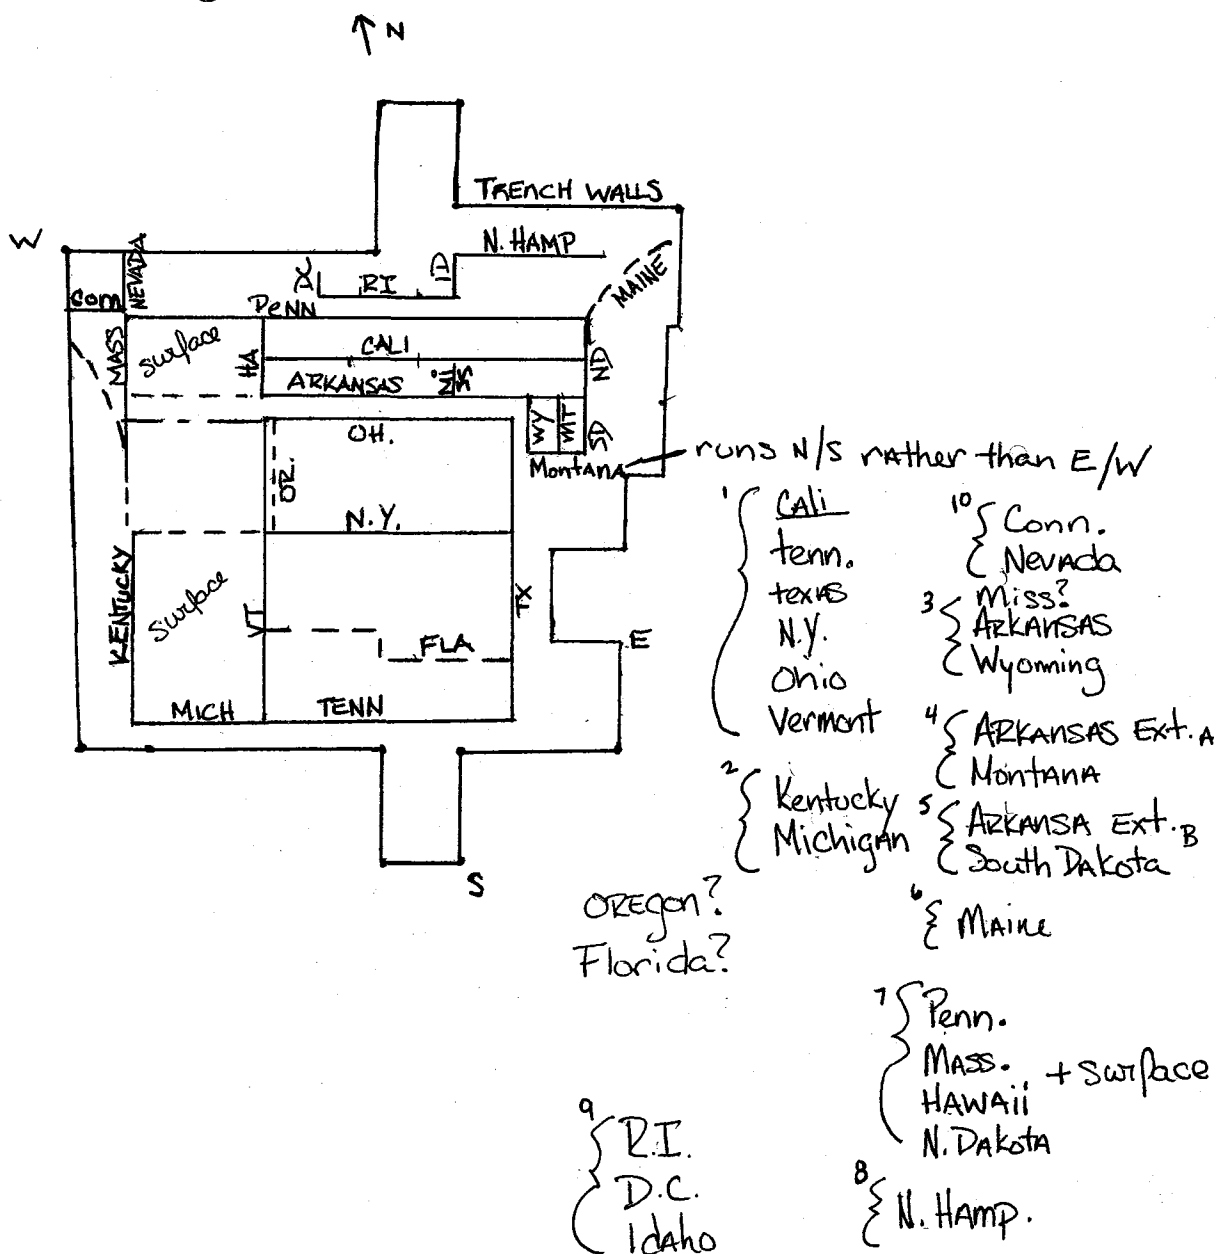 N
TRENCH WALLS
W
NEVADA
N. HAMP
DC
RI
ID
MAINE
Conn
PENN
MASS
surface
HA
CALI
ND
ARKANSAS
Miss.
WY
MT
SD
OH.
Montana
runs N/S rather than E/W
OR.
N.Y.
KENTUCKY
surface
VT
TX
FLA
E
MICH
TENN
S
1
CALi
tenn.
texas
N.Y.
Ohio
Vermont
2
Kentucky
Michigan
10
Conn.
Nevada
3
Miss?
ARKANSAS
Wyoming
4
ARKANSAS Ext. A
MontANA
5
ARKANSA Ext. B
South Dakota
OREgon?
Florida?
6
MAine
7
Penn.
MASS.
HAWAii
N. DAKOTA
+ surface
9
R.I.
D.C.
IdAho
8
N. HAmp.